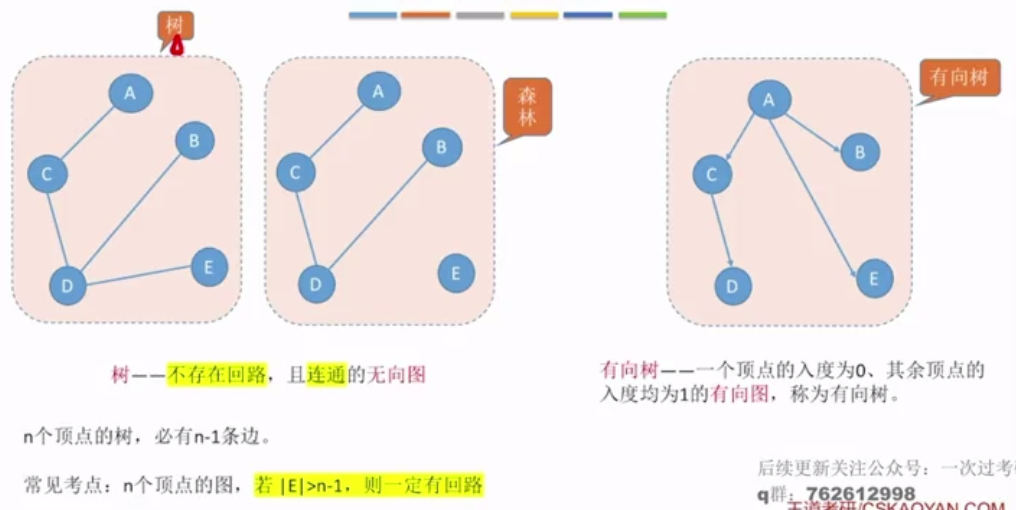 树
A
B
C
D
E
森
林
A
B
C
D
E
有向树
A
B
C
D
E
树——不存在回路，且连通的无向图
n个顶点的树，必有n-1条边。
常见考点：n个顶点的图，若 |E|>n-1，则一定有回路
有向树——一个顶点的入度为0、其余顶点的
入度均为1的有向图，称为有向树。
后续更新关注公众号：一次过考研
q群：762612998
王道考研/CSKAOYAN.COM